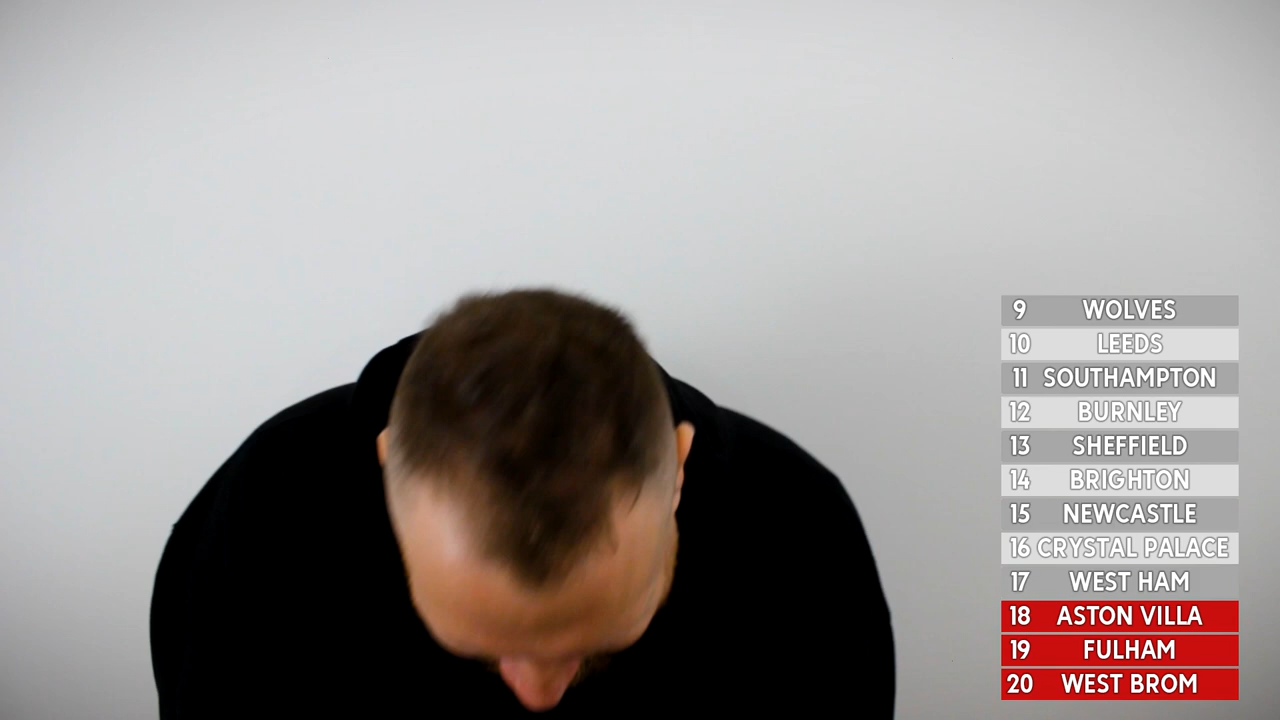 9 WOLVES
10 LEEDS
11 SOUTHAMPTON
12 BURNLEY
13 SHEFFIELD
14 BRIGHTON
15 NEWCASTLE
16 CRYSTAL PALACE
17 WEST HAM
18 ASTON VILLA
19 FULHAM
20 WEST BROM